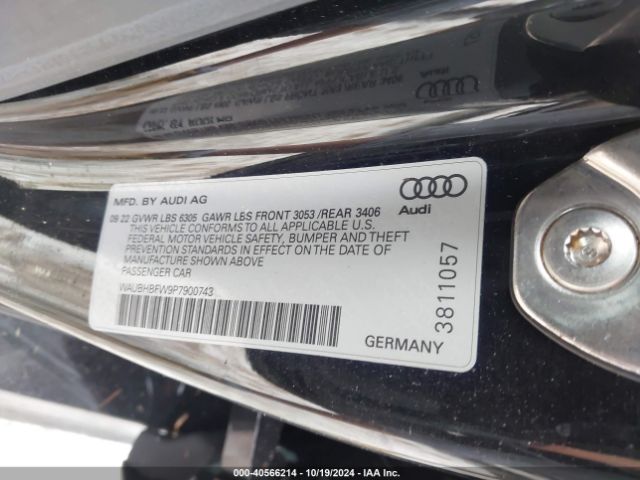 MFD. BY AUDI AG
09 22 GVWR LBS 6305 GAWR LBS FRONT 3053 /REAR 3406
THIS VEHICLE CONFORMS TO ALL APPLICABLE U.S.
FEDERAL MOTOR VEHICLE SAFETY, BUMPER AND THEFT
PREVENTION STANDARDS IN EFFECT ON THE DATE OF
MANUFACTURE SHOWN ABOVE.
PASSENGER CAR
WAUBHBFW9P7900743
Audi
3811057
GERMANY
000-40566214 - 10/19/2024 - IAA Inc.